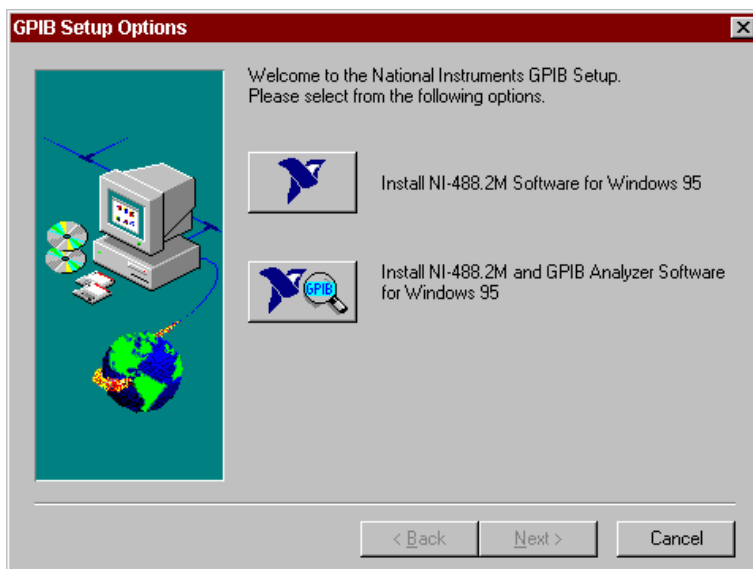 GPIB Setup Options
Welcome to the National Instruments GPIB Setup.
Please select from the following options.
Install NI-488.2M Software for Windows 95
GPIB
Install NI-488.2M and GPIB Analyzer Software
for Windows 95
< Back
Next >
Cancel